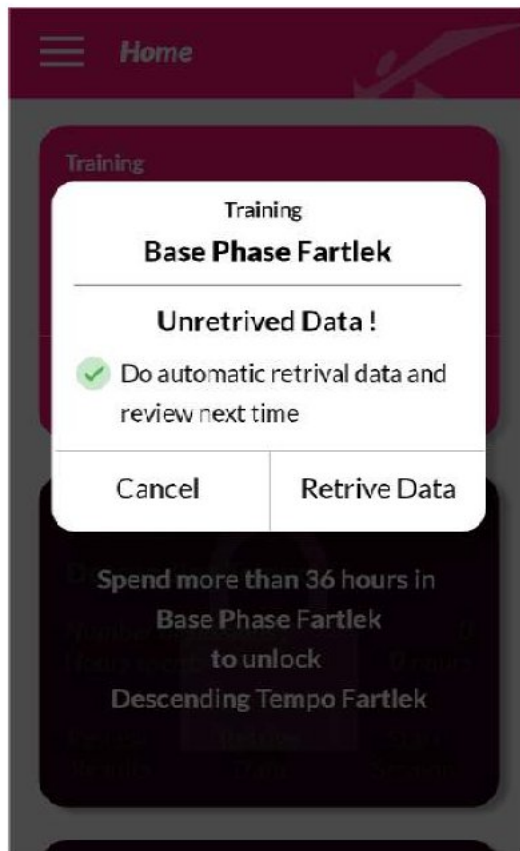 Home
Training
Training
Base Phase Fartlek
Unretrived Data !
Do automatic retrival data and
review next time
Cancel
Retrive Data
Spend more than 36 hours in
Base Phase Fartlek
to unlock
Descending Tempo Fartlek